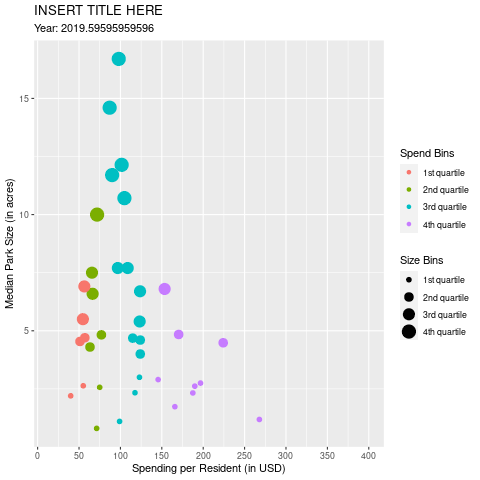 INSERT TITLE HERE
Year: 2019.59595959596
15
10
5
0 50 100 150 200 250 300 350 400
Median Park Size (in acres)
Spending per Resident (in USD)
Spend Bins
1st quartile
2nd quartile
3rd quartile
4th quartile
Size Bins
1st quartile
2nd quartile
3rd quartile
4th quartile